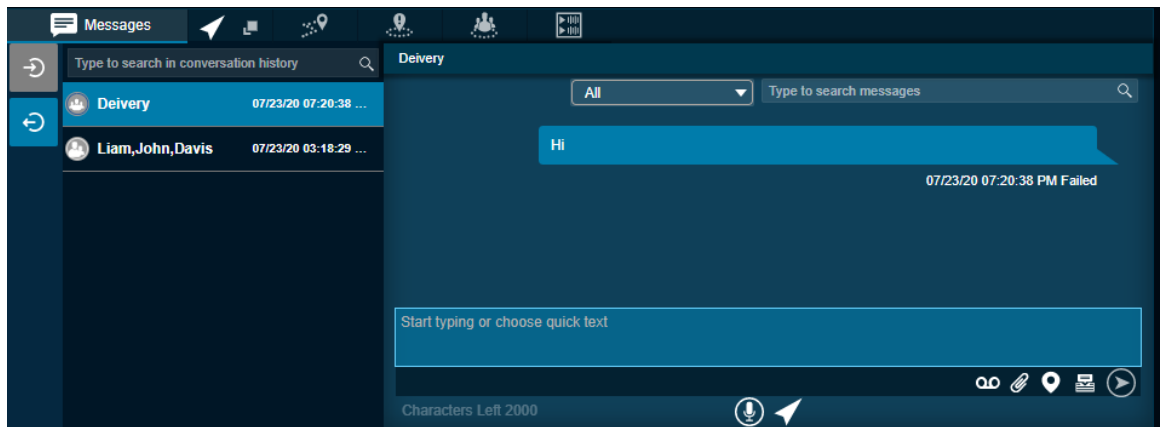 Messages
Type to search in conversation history
Deivery 07/23/20 07:20:38 ...
Liam,John,Davis 07/23/20 03:18:29 ...
Deivery
All
Type to search messages
Hi
07/23/20 07:20:38 PM Failed
Start typing or choose quick text
Characters Left 2000